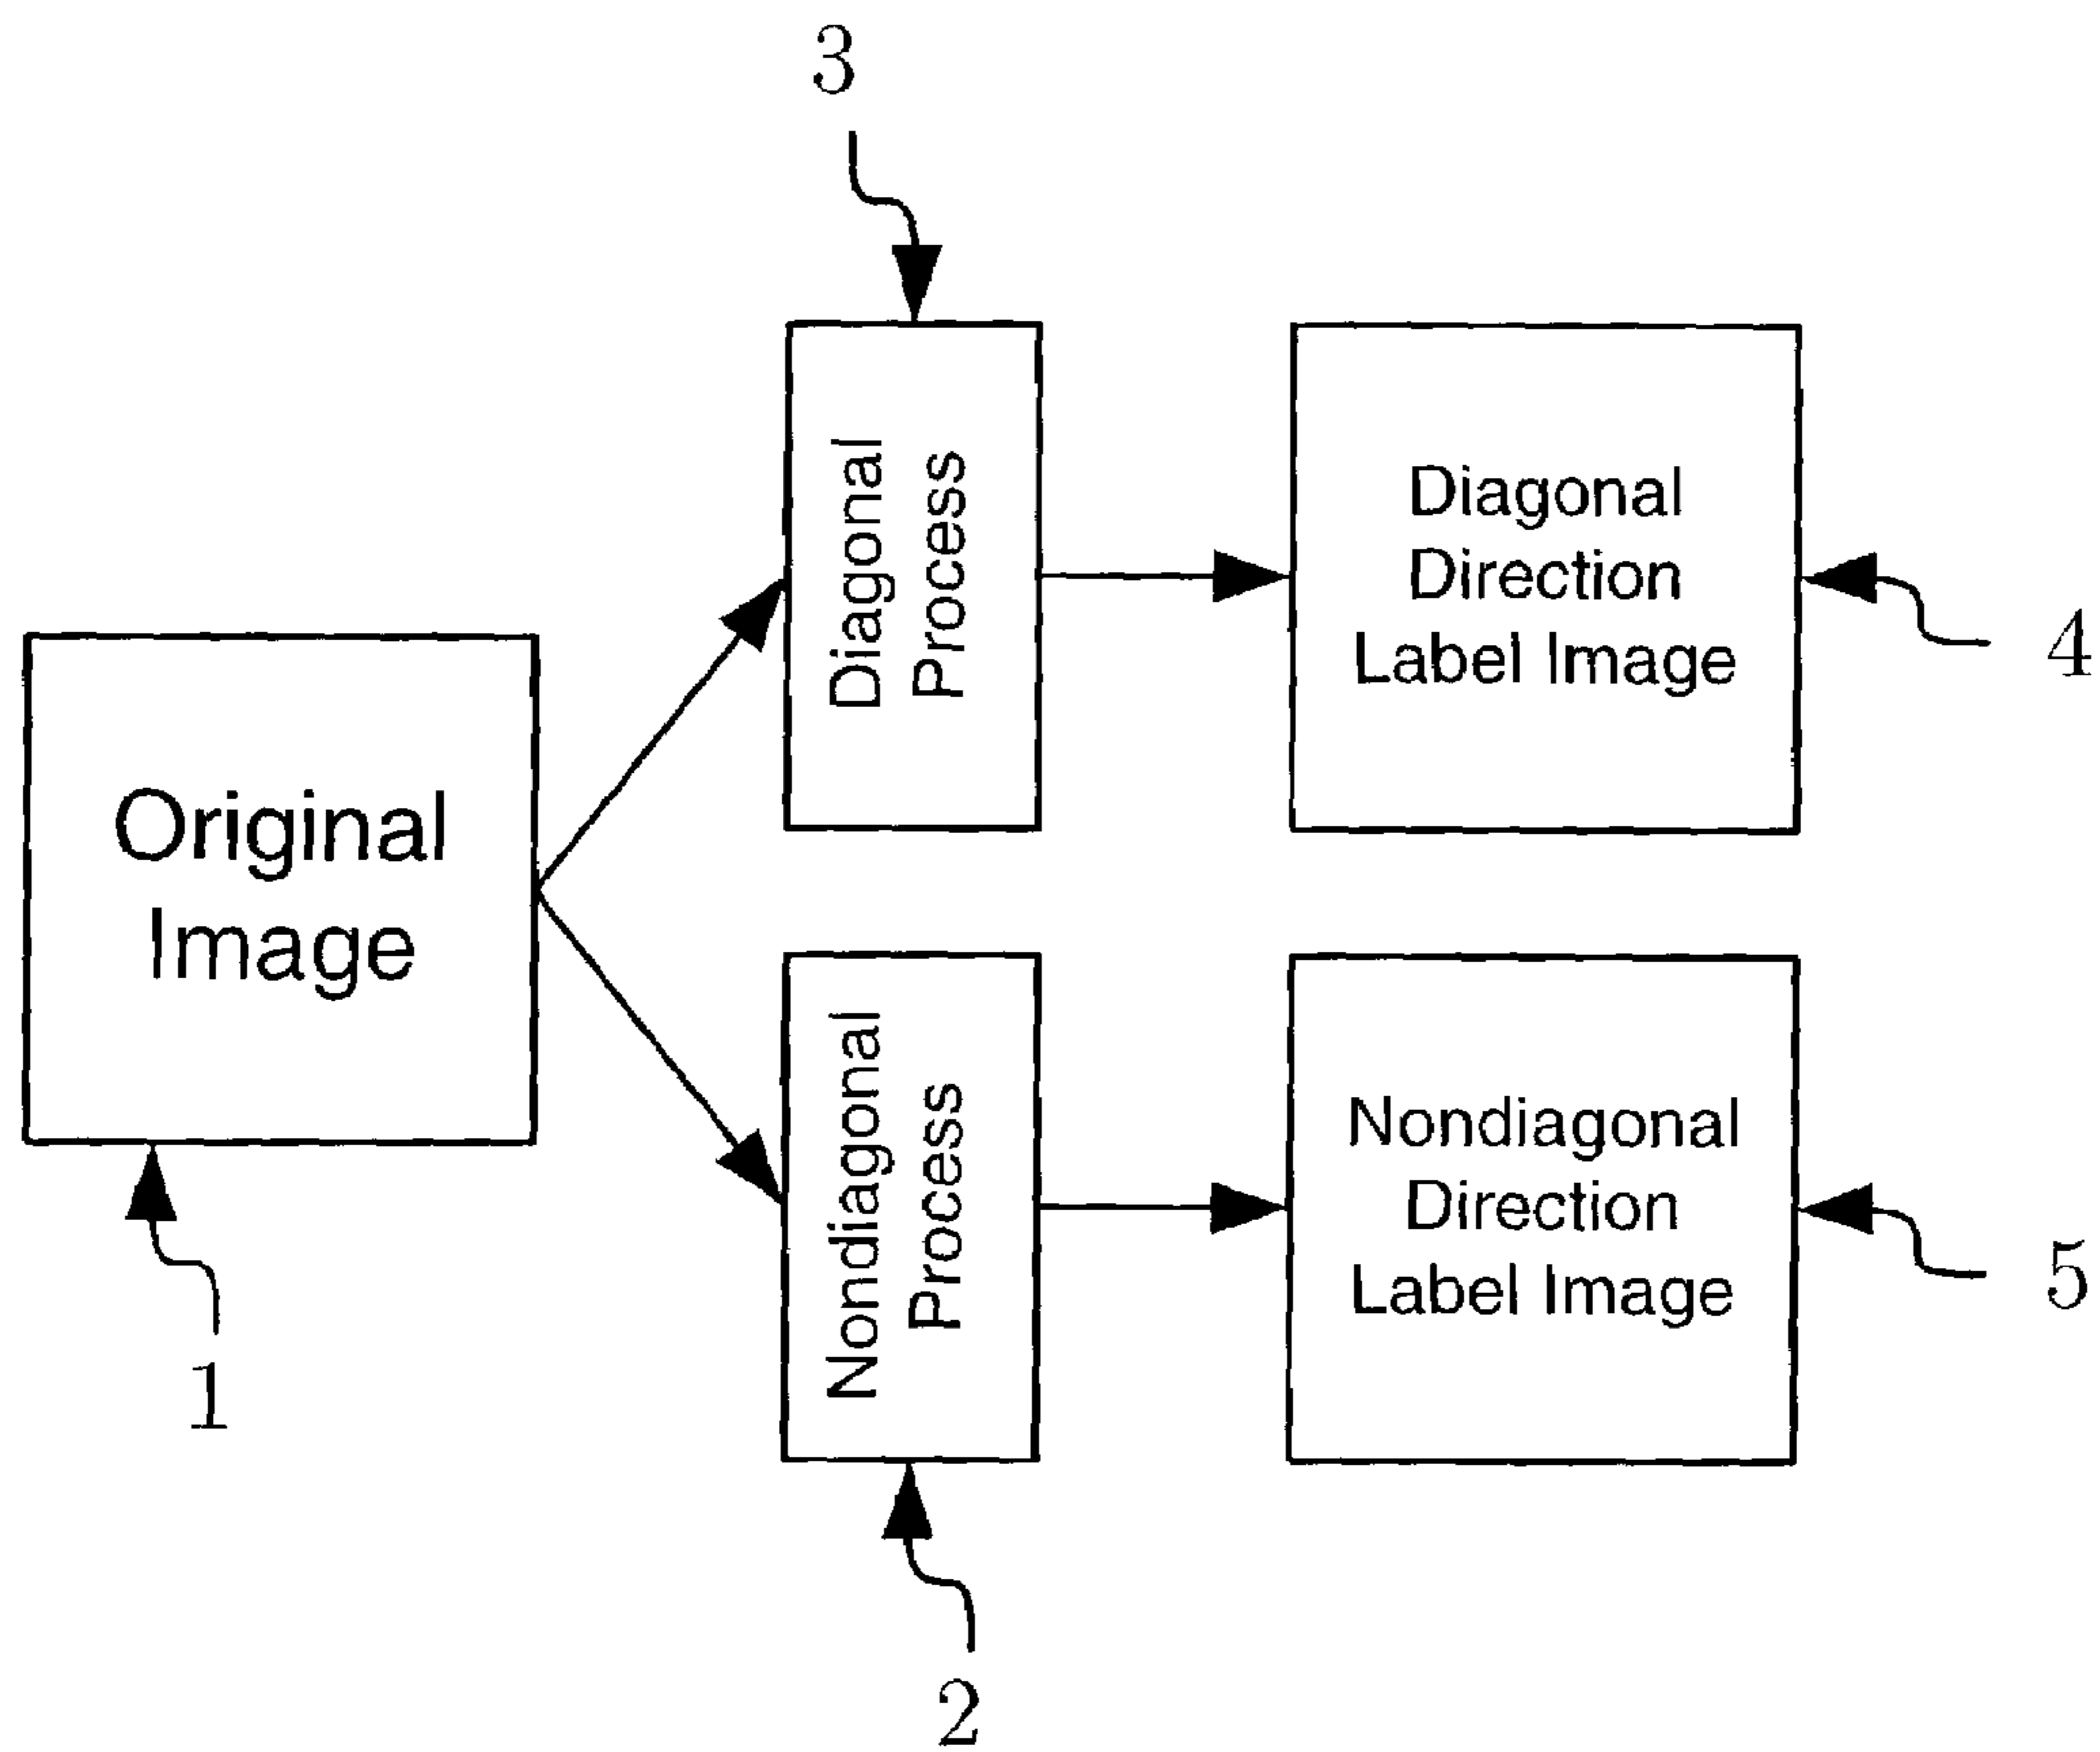 3
Diagonal
Process
Diagonal
Direction
Label Image
4
Original
Image
1
Nondiagonal
Process
Nondiagonal
Direction
Label Image
5
2